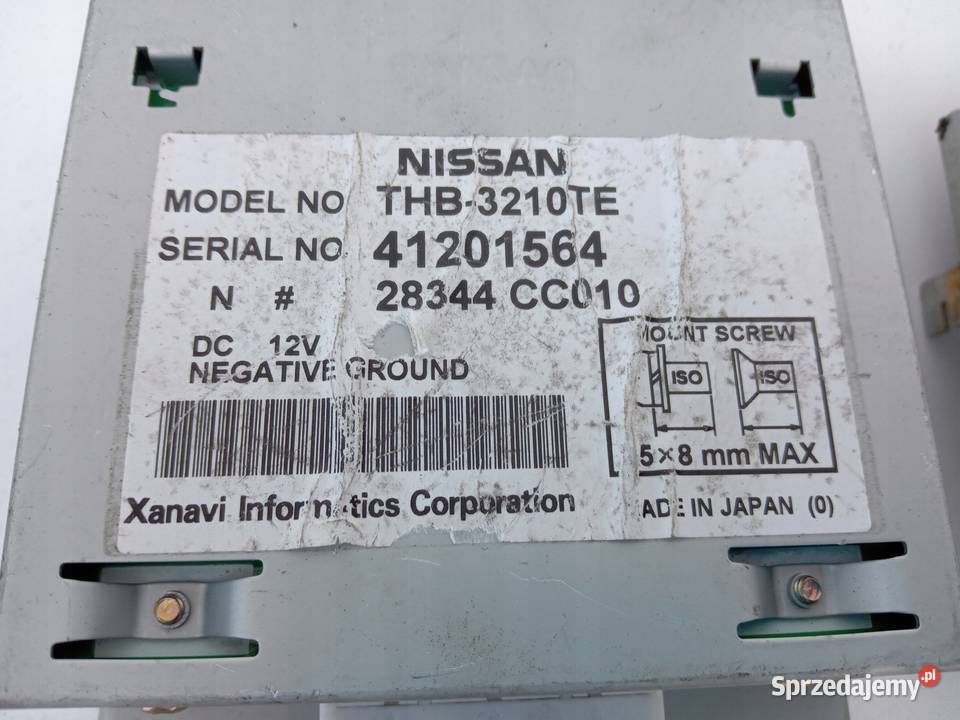 NISSAN
MODEL NO THB-3210TE
SERIAL NO 41201564
N # 28344 CC010
DC 12V
NEGATIVE GROUND
MOUNT SCREW
ISO ISO
5×8 mm MAX
Xanavi Informatics Corporation
MADE IN JAPAN (0)
Sprzedajemy.pl